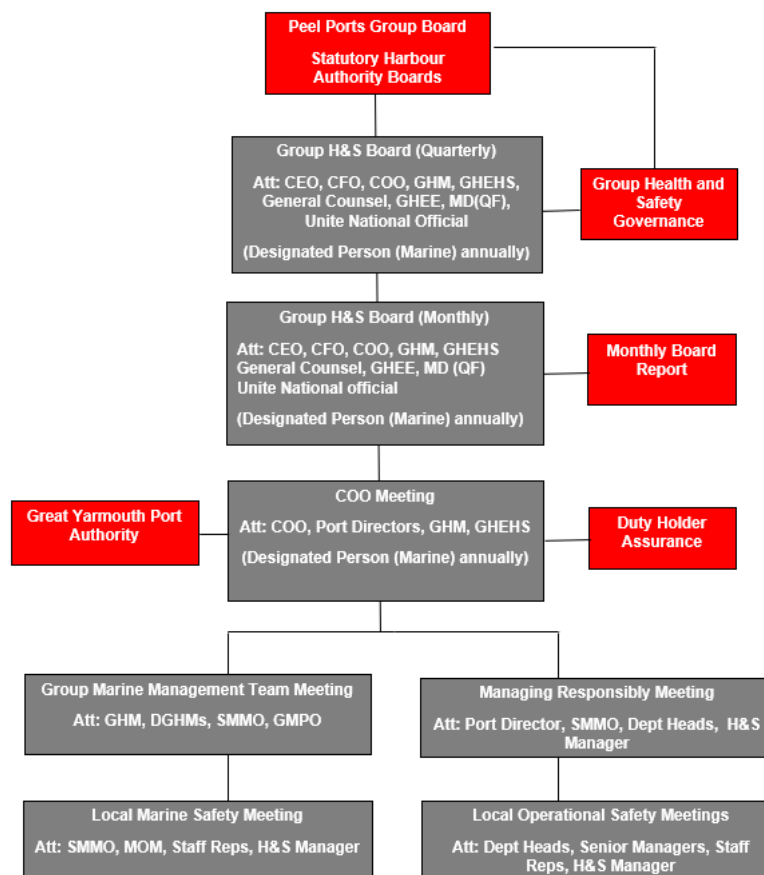 Peel Ports Group Board
Statutory Harbour
Authority Boards
Group H&S Board (Quarterly)
Att: CEO, CFO, COO, GHM, GHEHS,
General Counsel, GHEE, MD(QF),
Unite National Official
(Designated Person (Marine) annually)
Group Health and
Safety
Governance
Group H&S Board (Monthly)
Att: CEO, CFO, COO, GHM, GHEHS
General Counsel, GHEE, MD (QF)
Unite National official
(Designated Person (Marine) annually)
Monthly Board
Report
Great Yarmouth Port
Authority
COO Meeting
Att: COO, Port Directors, GHM, GHEHS
(Designated Person (Marine) annually)
Duty Holder
Assurance
Group Marine Management Team Meeting
Att: GHM, DGHMs, SMMO, GMPO
Managing Responsibly Meeting
Att: Port Director, SMMO, Dept Heads, H&S
Manager
Local Marine Safety Meeting
Att: SMMO, MOM, Staff Reps, H&S Manager
Local Operational Safety Meetings
Att: Dept Heads, Senior Managers, Staff
Reps, H&S Manager